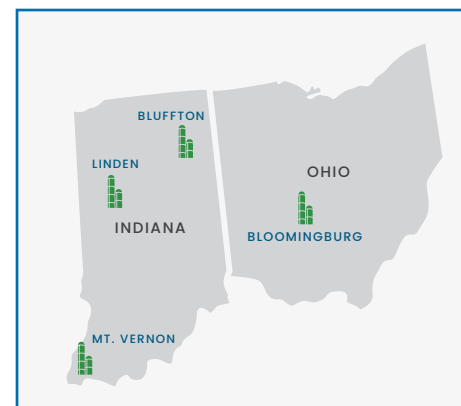 BLUFFTON
LINDEN
OHIO
INDIANA
BLOOMINGBURG
MT. VERNON